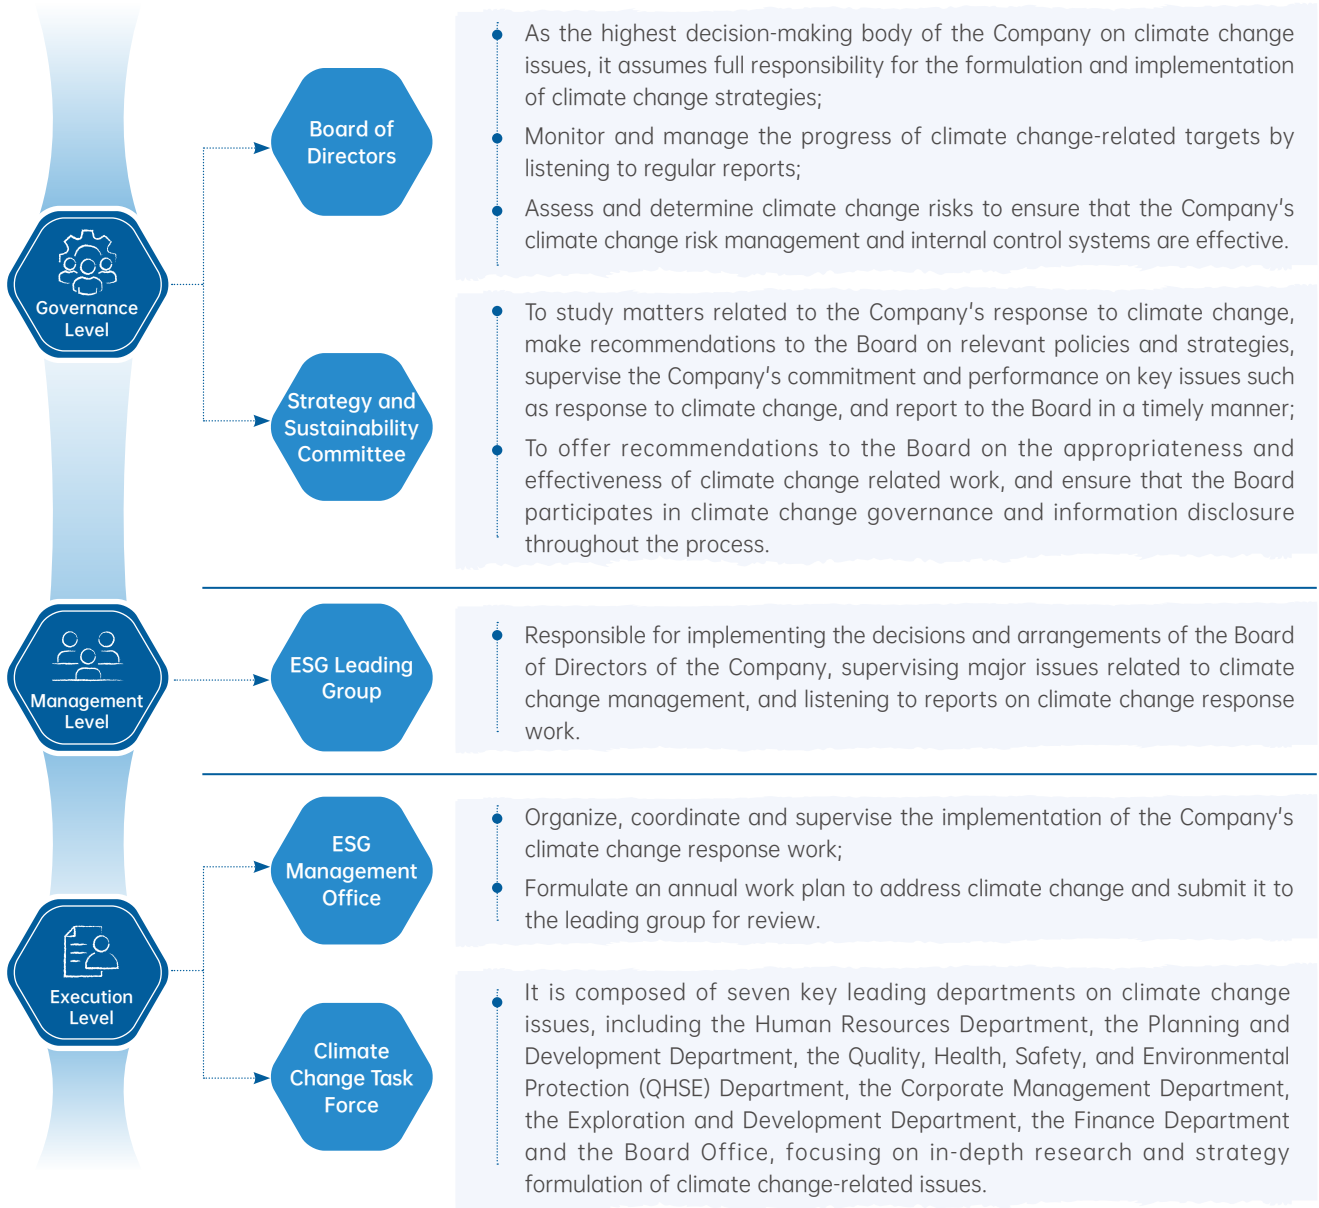 Governance
Level
Board of
Directors
As the highest decision-making body of the Company on climate change
issues, it assumes full responsibility for the formulation and implementation
of climate change strategies;
Monitor and manage the progress of climate change-related targets by
listening to regular reports;
Assess and determine climate change risks to ensure that the Company's
climate change risk management and internal control systems are effective.
Strategy and
Sustainability
Committee
To study matters related to the Company's response to climate change,
make recommendations to the Board on relevant policies and strategies,
supervise the Company's commitment and performance on key issues such
as response to climate change, and report to the Board in a timely manner;
To offer recommendations to the Board on the appropriateness and
effectiveness of climate change related work, and ensure that the Board
participates in climate change governance and information disclosure
throughout the process.
Management
Level
ESG Leading
Group
Responsible for implementing the decisions and arrangements of the Board
of Directors of the Company, supervising major issues related to climate
change management, and listening to reports on climate change response
work.
Execution
Level
ESG
Management
Office
Organize, coordinate and supervise the implementation of the Company's
climate change response work;
Formulate an annual work plan to address climate change and submit it to
the leading group for review.
Climate
Change Task
Force
It is composed of seven key leading departments on climate change
issues, including the Human Resources Department, the Planning and
Development Department, the Quality, Health, Safety, and Environmental
Protection (QHSE) Department, the Corporate Management Department,
the Exploration and Development Department, the Finance Department
and the Board Office, focusing on in-depth research and strategy
formulation of climate change-related issues.